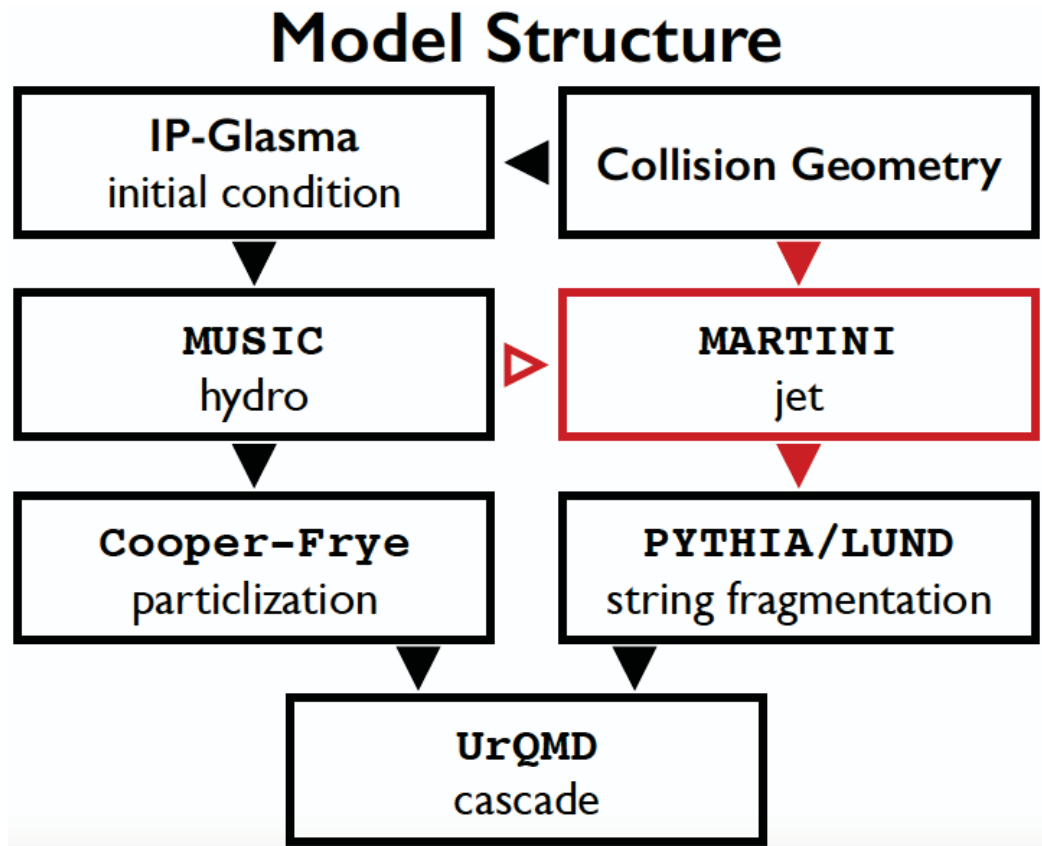 Model Structure
IP-Glasma
initial condition
Collision Geometry
MUSIC
hydro
MARTINI
jet
Cooper-Frye
particlization
PYTHIA/LUND
string fragmentation
UrQMD
cascade